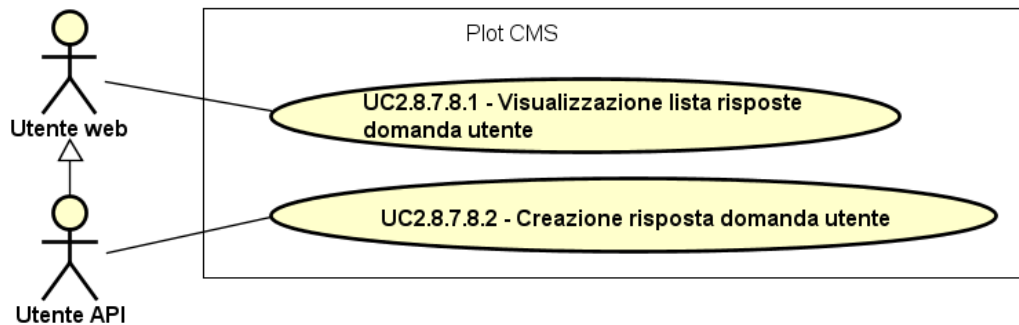 Plot CMS
Utente web
UC2.8.7.8.1 - Visualizzazione lista risposte
domanda utente
UC2.8.7.8.2 - Creazione risposta domanda utente
Utente API